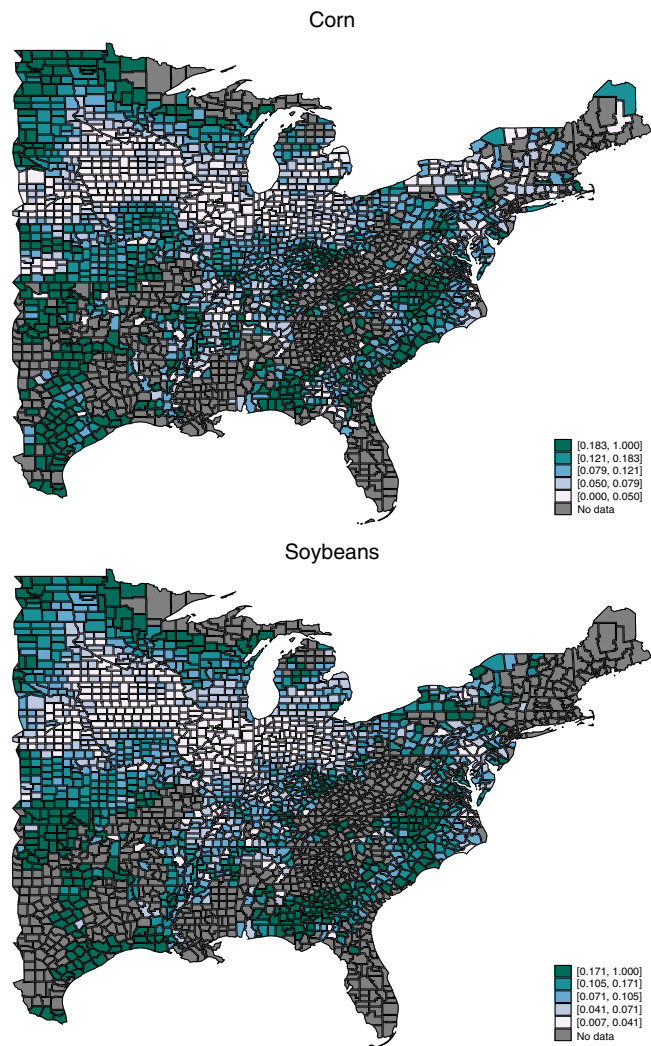 Corn
[0.183, 1.000]
[0.121, 0.183]
[0.079, 0.121]
[0.050, 0.079]
[0.000, 0.050]
No data
Soybeans
[0.171, 1.000]
[0.105, 0.171]
[0.071, 0.105]
[0.041, 0.071]
[0.007, 0.041]
No data